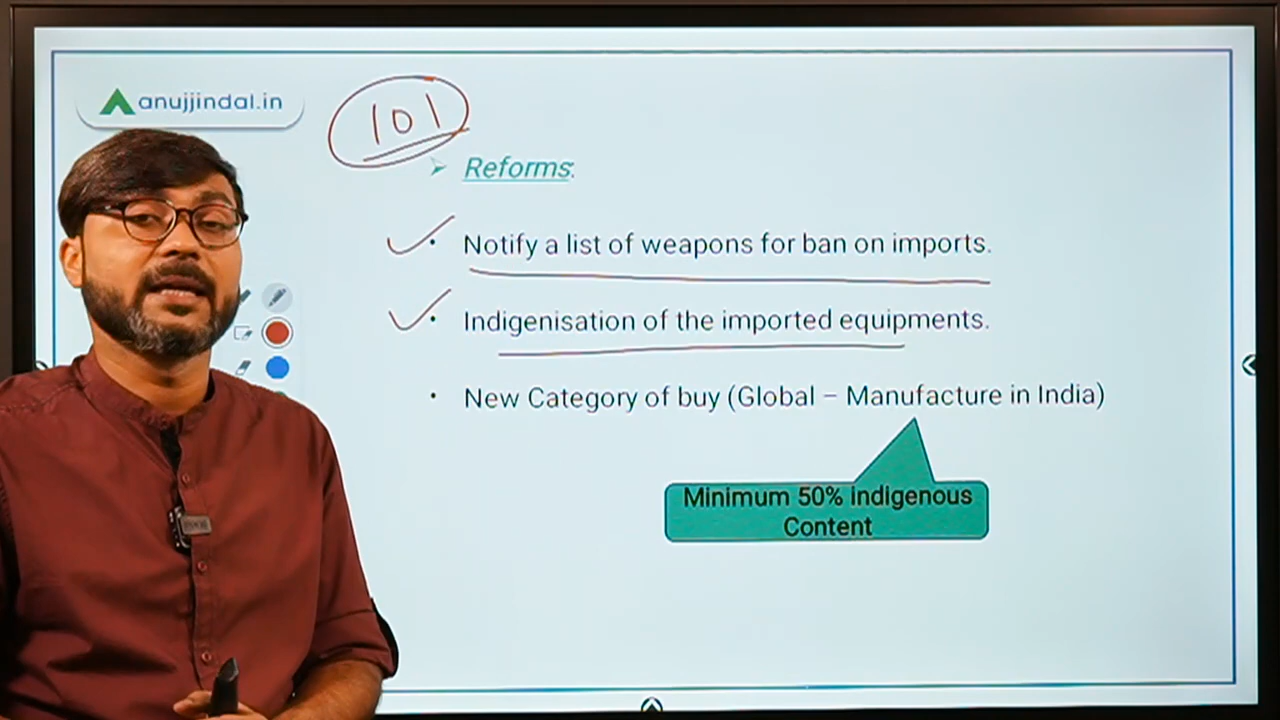 anujjindal.in
101
Reforms:
Notify a list of weapons for ban on imports.
Indigenisation of the imported equipments.
New Category of buy (Global – Manufacture in India)
Minimum 50% indigenous
Content